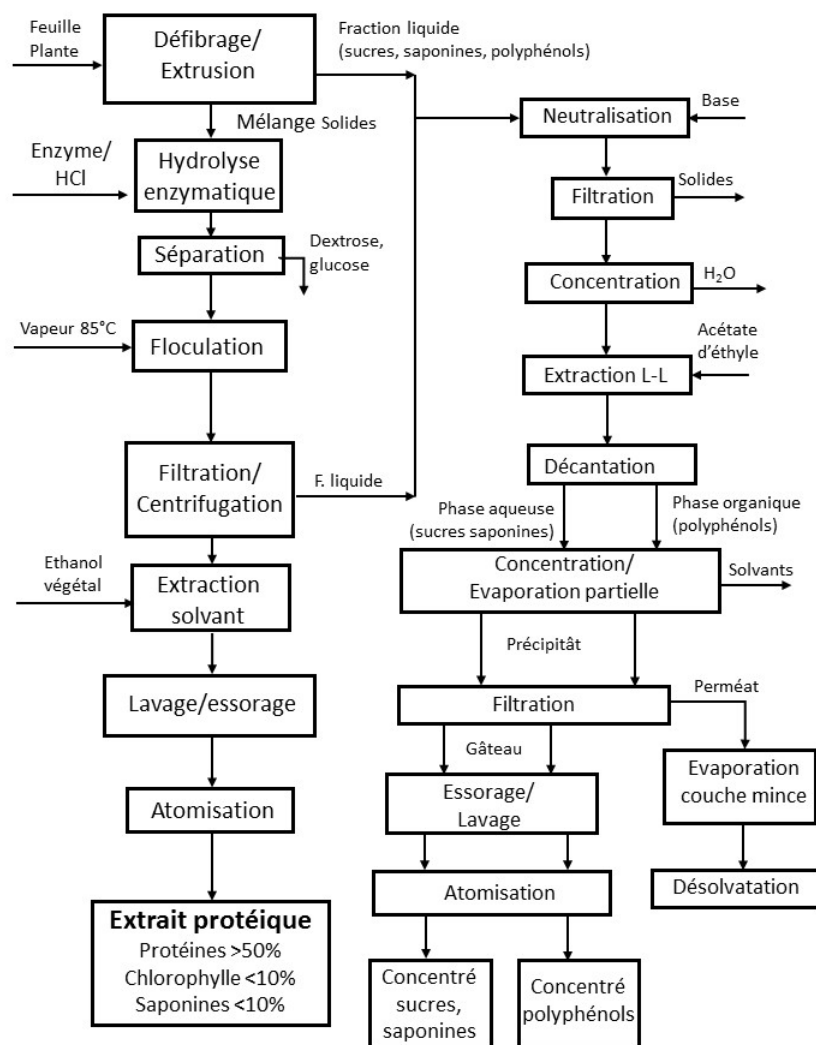 Feuille
Plante
Défibrage/
Extrusion
Fraction liquide
(sucres, saponines, polyphénols)
Mélange Solides
Enzyme/
HCl
Hydrolyse
enzymatique
Séparation
Dextrose,
glucose
Vapeur 85°C
Floculation
Filtration/
Centrifugation
F. liquide
Ethanol
végétal
Extraction
solvant
Lavage/essorage
Atomisation
Extrait protéique
Protéines >50%
Chlorophylle <10%
Saponines <10%
Neutralisation
Base
Filtration
Solides
Concentration
H₂O
Acétate
d'éthyle
Extraction L-L
Décantation
Phase aqueuse
(sucres saponines)
Phase organique
(polyphénols)
Concentration/
Evaporation partielle
Solvants
Précipitât
Filtration
Perméat
Gâteau
Evaporation
couche mince
Essorage/
Lavage
Désolvatation
Atomisation
Concentré
sucres,
saponines
Concentré
polyphénols